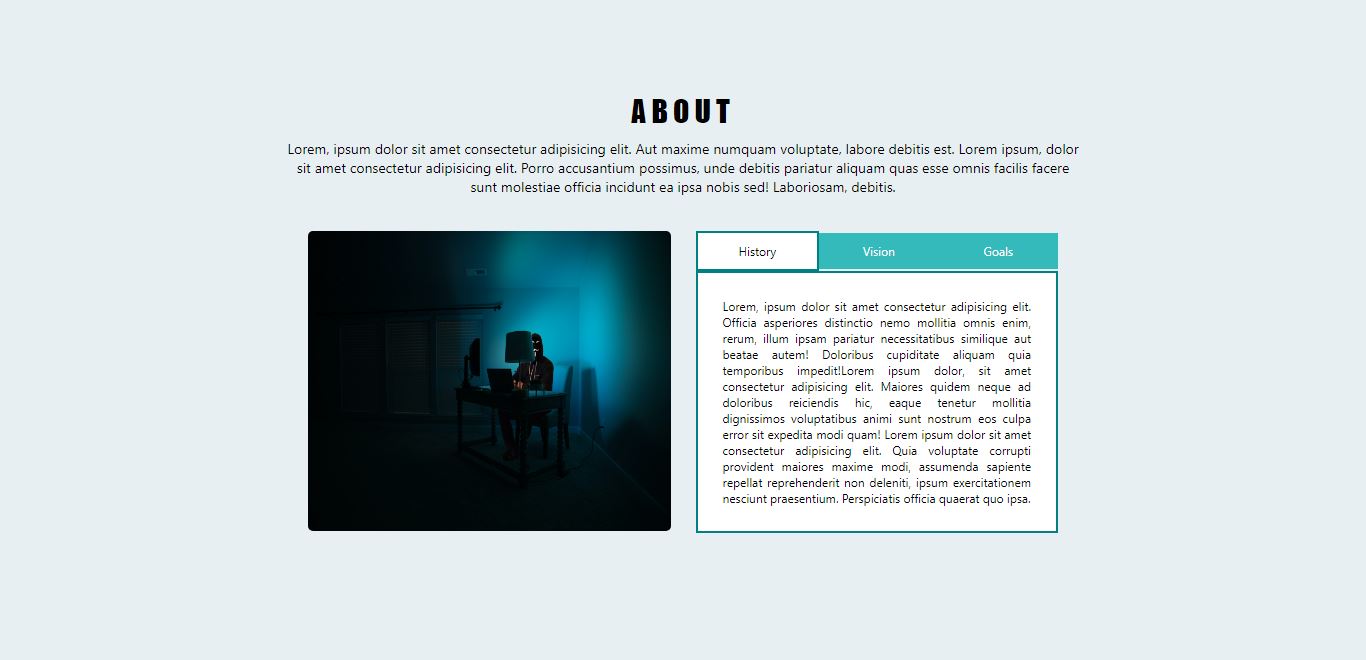 ABOUT
Lorem, ipsum dolor sit amet consectetur adipisicing elit. Aut maxime numquam voluptate, labore debitis est. Lorem ipsum, dolor
sit amet consectetur adipisicing elit. Porro accusantium possimus, unde debitis pariatur aliquam quas esse omnis facilis facere
sunt molestiae officia incidunt ea ipsa nobis sed! Laboriosam, debitis.
History
Vision
Goals
Lorem, ipsum dolor sit amet consectetur adipisicing elit.
Officia asperiores distinctio nemo mollitia omnis enim,
rerum, illum ipsam pariatur necessitatibus similique aut
beatae autem! Doloribus cupiditate aliquam quia
temporibus impedit!Lorem ipsum dolor, sit amet
consectetur adipisicing elit. Maiores quidem neque ad
doloribus reiciendis hic, eaque tenetur mollitia
dignissimos voluptatibus animi sunt nostrum eos culpa
error sit expedita modi quam! Lorem ipsum dolor sit amet
consectetur adipisicing elit. Quia voluptate corrupti
provident maiores maxime modi, assumenda sapiente
repellat reprehenderit non deleniti, ipsum exercitationem
nesciunt praesentium. Perspiciatis officia quaerat quo ipsa.